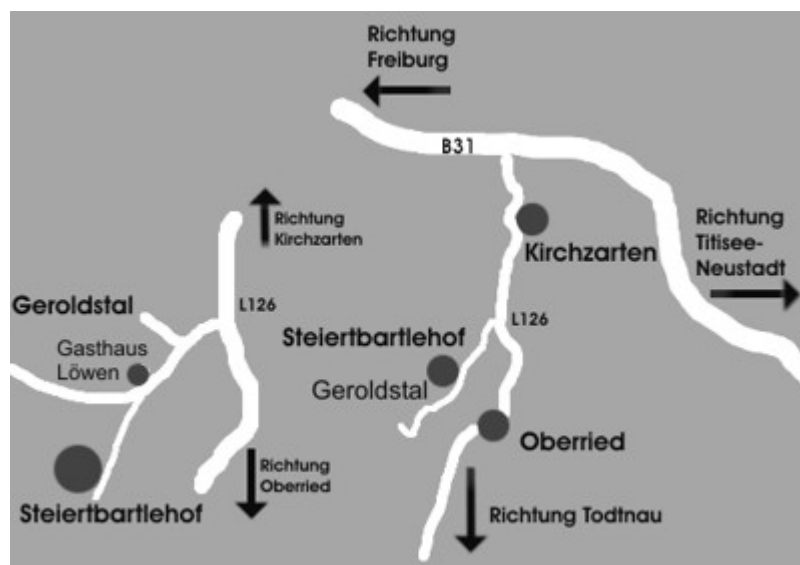 Richtung
Freiburg
B31
Richtung
Kirchzarten
Richtung
Titisee-
Neustadt
Kirchzarten
Geroldstal
L126
L126
Steiertbartlehof
Gasthaus
Löwen
Geroldstal
Oberried
Richtung
Oberried
Steiertbartlehof
Richtung Todtnau